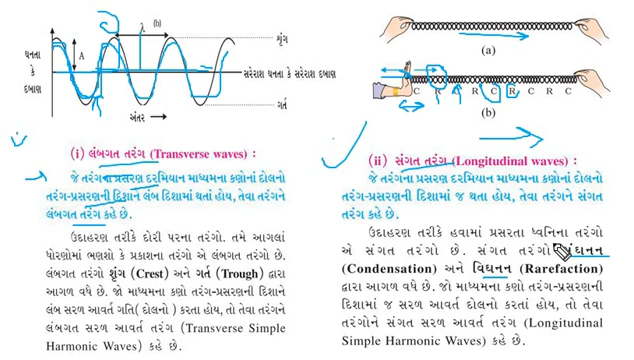 (b)
λ
ઘનતા
કે
દબાણ
A
શૃંગ
સરેરાશ ઘનતા કે સરેરાશ દબાણ
ગર્ત
અંતર
(a)
C R C R C R C
(b)
(i) લંબગત તરંગ (Transverse waves) :
જે તરંગના પ્રસરણ દરમિયાન માધ્યમના કણોનાં દોલનો
તરંગ-પ્રસરણની દિશાને લંબ દિશામાં થતાં હોય, તેવા તરંગને
લંબગત તરંગ કહે છે.
ઉદાહરણ તરીકે દોરી પરના તરંગો. તમે આગલાં
ધોરણોમાં ભણશો કે પ્રકાશના તરંગો એ લંબગત તરંગો છે.
લંબગત તરંગો શૃંગ (Crest) અને ગર્ત (Trough) દ્વારા
આગળ વધે છે. જો માધ્યમના કણો તરંગ-પ્રસરણની દિશાને
લંબ સરળ આવર્ત ગતિ( દોલનો ) કરતા હોય, તો તેવા તરંગને
લંબગત સરળ આવર્ત તરંગ (Transverse Simple
Harmonic Waves) કહે છે.
(ii) સંગત તરંગ (Longitudinal waves) :
જે તરંગના પ્રસરણ દરમિયાન માધ્યમના કણોનાં દોલનો
તરંગ-પ્રસરણની દિશામાં જ થતા હોય, તેવા તરંગને સંગત
તરંગ કહે છે.
ઉદાહરણ તરીકે હવામાં પ્રસરતા ધ્વનિના તરંગો
એ સંગત તરંગો છે. સંગત તરંગો સંઘનન
(Condensation) અને વિઘનન (Rarefaction)
દ્વારા આગળ વધે છે. જો માધ્યમના કણો તરંગ-પ્રસરણની
દિશામાં જ સરળ આવર્ત દોલનો કરતાં હોય, તો તેવા
તરંગોને સંગત સરળ આવર્ત તરંગ (Longitudinal
Simple Harmonic Waves) કહે છે.